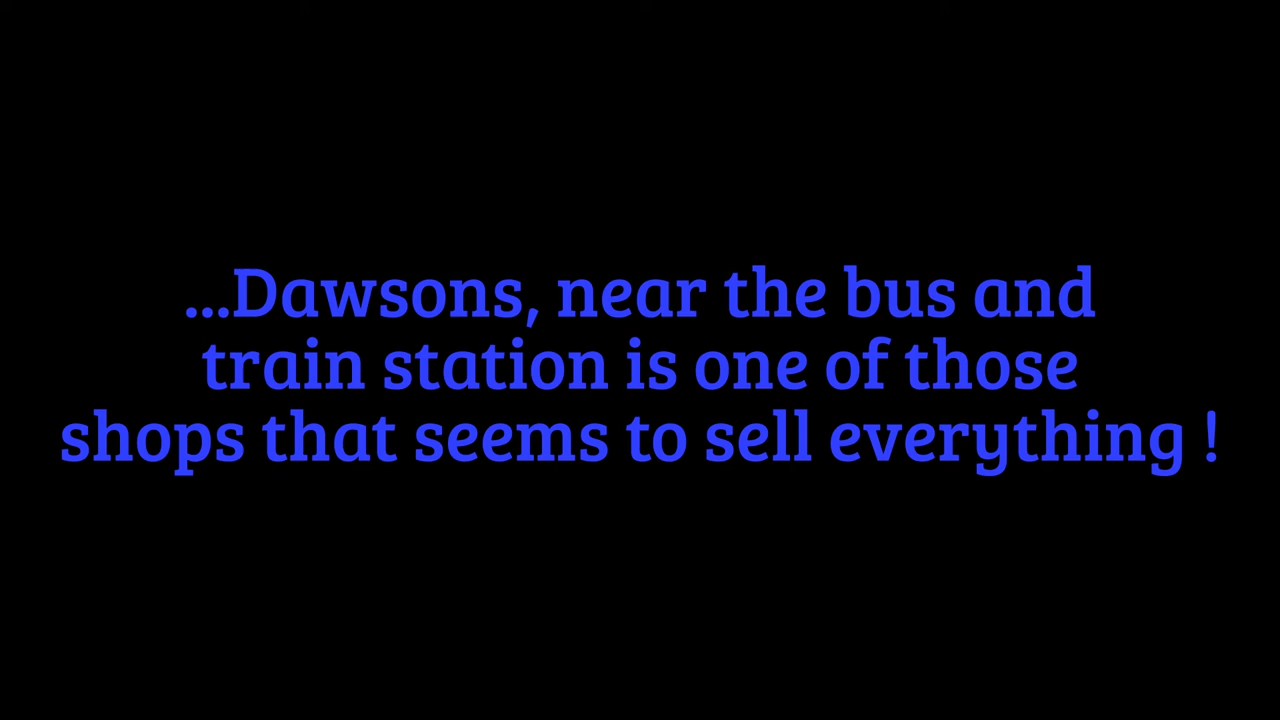 ...Dawsons, near the bus and
train station is one of those
shops that seems to sell everything !